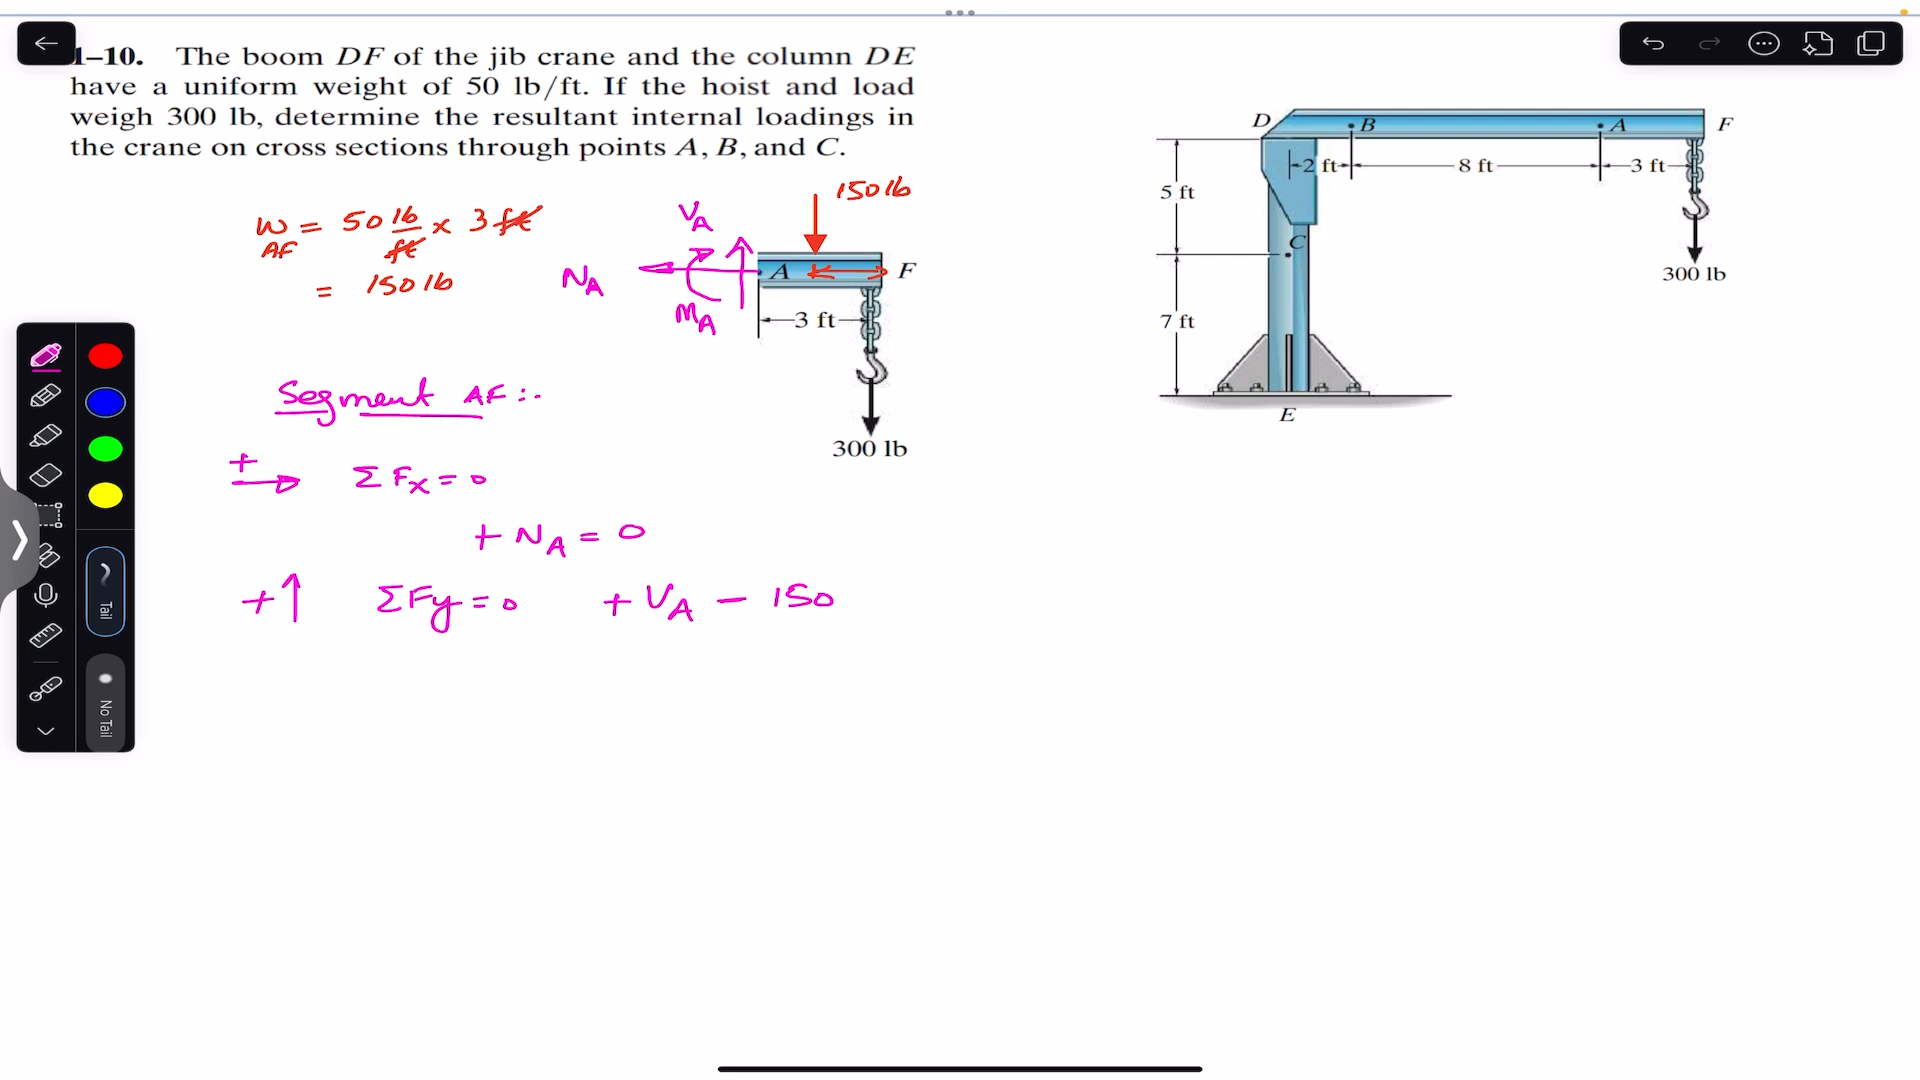 1–10. The boom DF of the jib crane and the column DE
have a uniform weight of 50 lb/ft. If the hoist and load
weigh 300 lb, determine the resultant internal loadings in
the crane on cross sections through points A, B, and C.
W AF = 50 lb/ft x 3 ft
= 150 lb
150 lb
VA
NA
MA
A
F
3 ft
300 lb
Segment AF :-
+ ΣFx = 0
+ NA = 0
+↑ ΣFy = 0 + VA - 150
D
B
A
F
2 ft
8 ft
3 ft
5 ft
C
300 lb
7 ft
E
Tail
No Tail